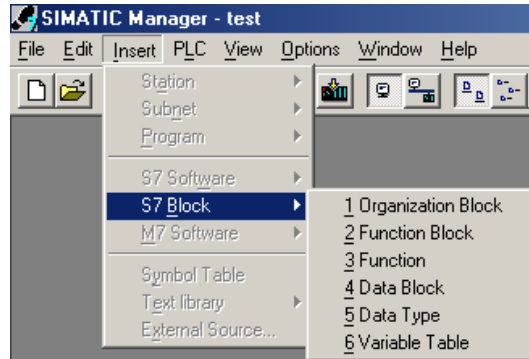 SIMATIC Manager - test
File Edit Insert PLC View Options Window Help
Station
Subnet
Program
S7 Software
S7 Block
M7 Software
Symbol Table
Text library
External Source...
1 Organization Block
2 Function Block
3 Function
4 Data Block
5 Data Type
6 Variable Table